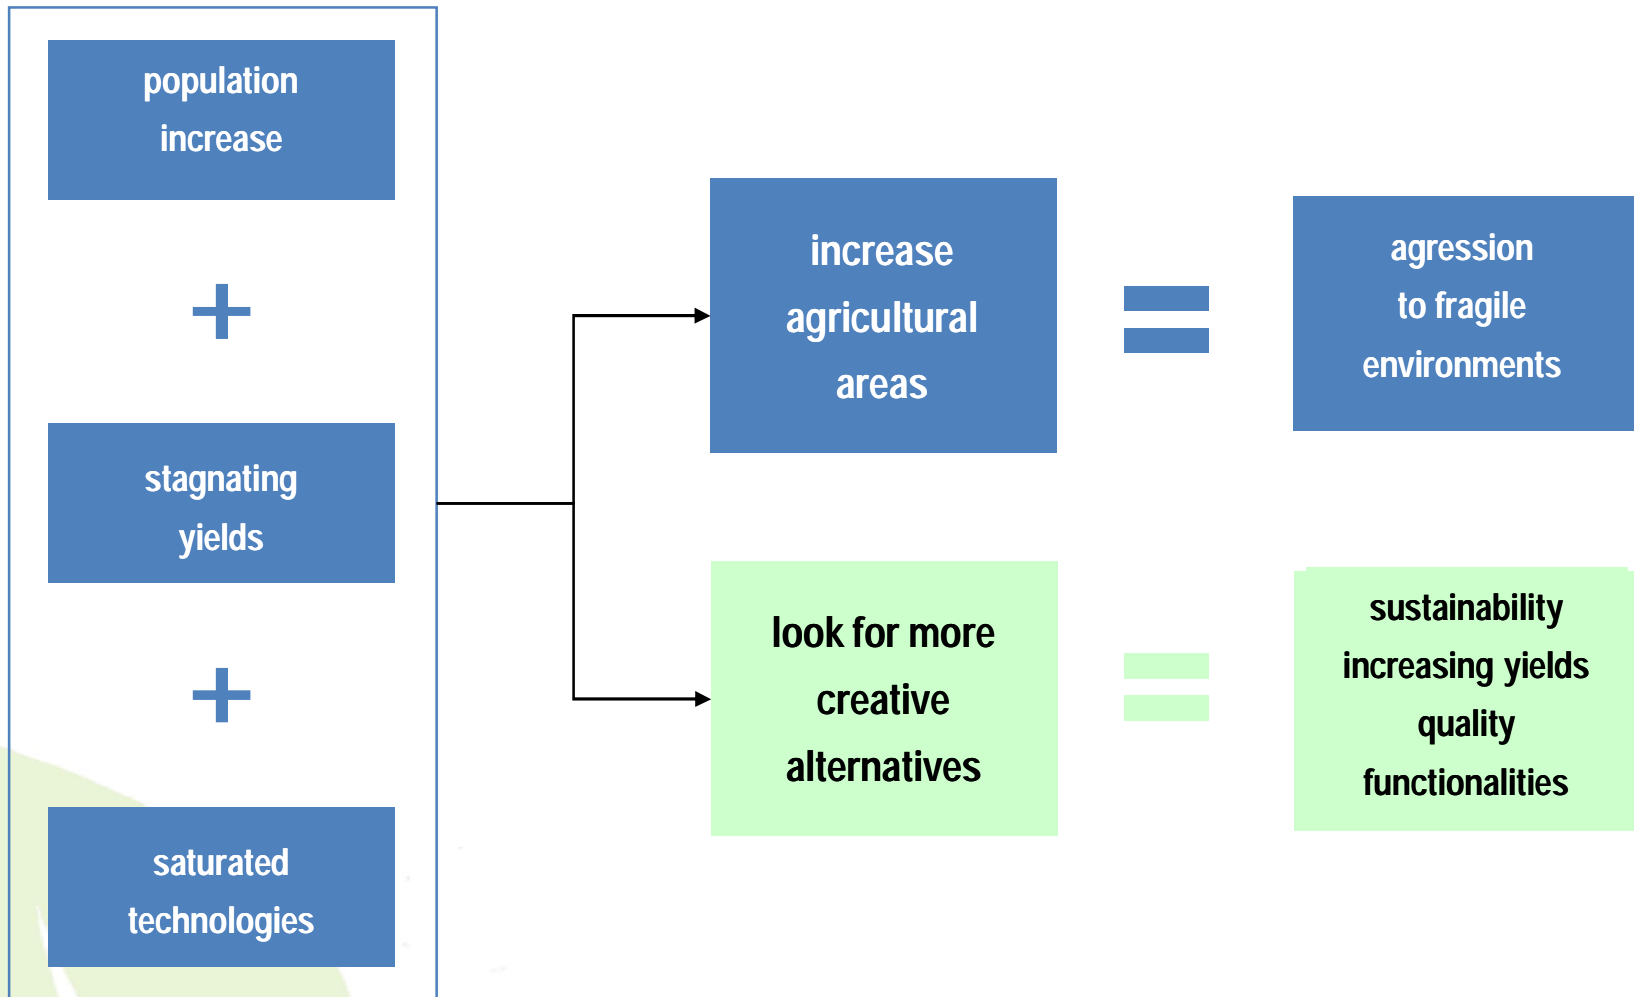 population
increase
+
stagnating
yields
+
saturated
technologies
increase
agricultural
areas
=
agression
to fragile
environments
look for more
creative
alternatives
=
sustainability
increasing yields
quality
functionalities